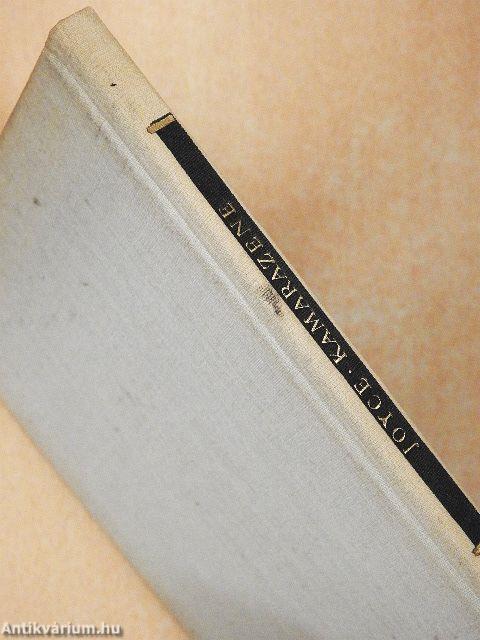 JOYCE · KAMARAZENE
Antikvárium.hu